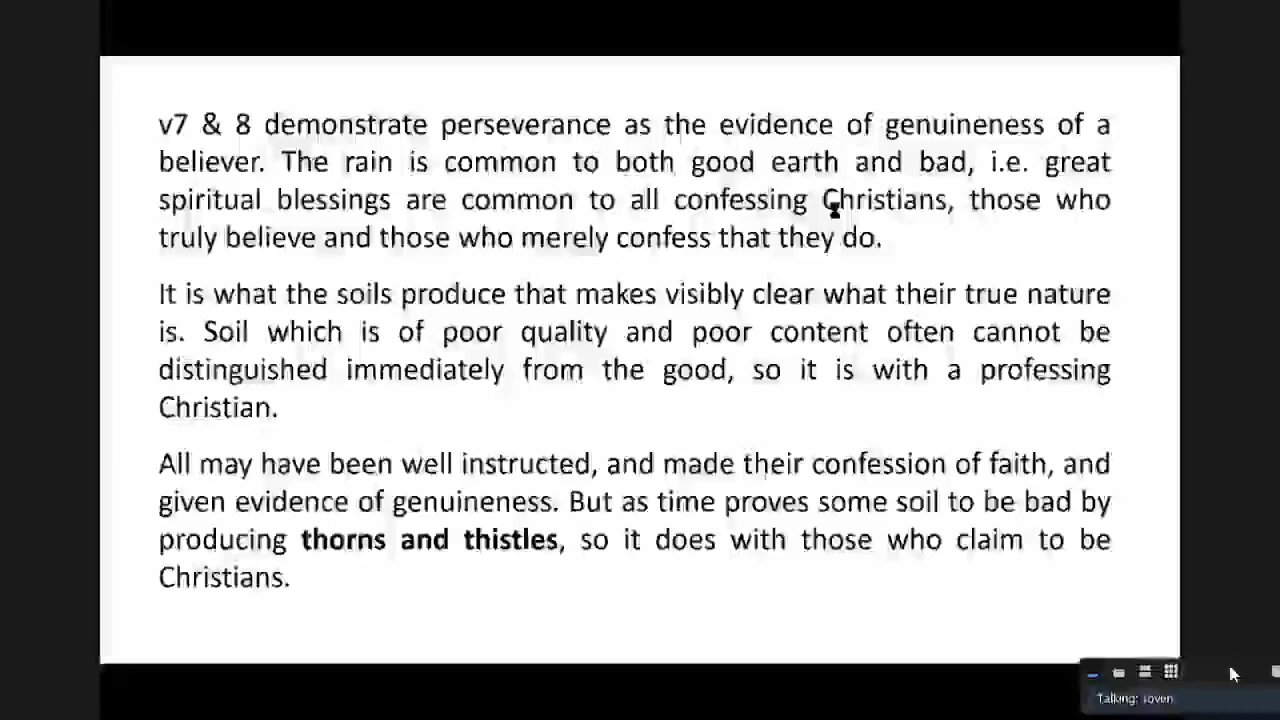 v7 & 8 demonstrate perseverance as the evidence of genuineness of a
believer. The rain is common to both good earth and bad, i.e. great
spiritual blessings are common to all confessing Christians, those who
truly believe and those who merely confess that they do.
It is what the soils produce that makes visibly clear what their true nature
is. Soil which is of poor quality and poor content often cannot be
distinguished immediately from the good, so it is with a professing
Christian.
All may have been well instructed, and made their confession of faith, and
given evidence of genuineness. But as time proves some soil to be bad by
producing thorns and thistles, so it does with those who claim to be
Christians.
Talking: